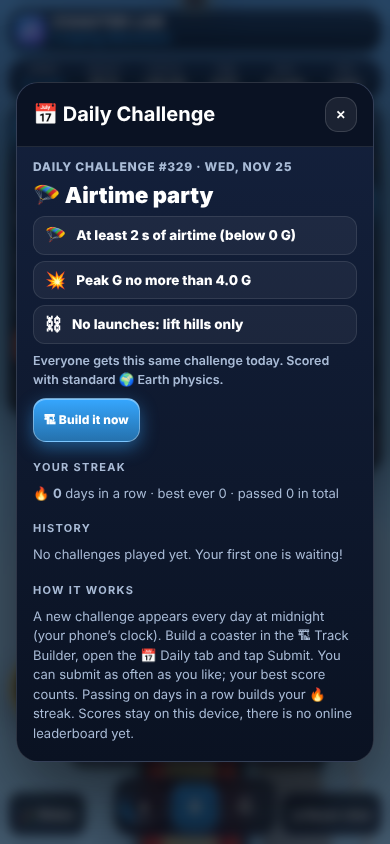 📅 Daily Challenge
×
DAILY CHALLENGE #329 · WED, NOV 25
🪂 Airtime party
🪂 At least 2 s of airtime (below 0 G)
💥 Peak G no more than 4.0 G
⛓ No launches: lift hills only
Everyone gets this same challenge today. Scored
with standard 🌍 Earth physics.
🏗 Build it now
YOUR STREAK
🔥 0 days in a row · best ever 0 · passed 0 in total
HISTORY
No challenges played yet. Your first one is waiting!
HOW IT WORKS
A new challenge appears every day at midnight
(your phone's clock). Build a coaster in the 🏗 Track
Builder, open the 📅 Daily tab and tap Submit. You
can submit as often as you like; your best score
counts. Passing on days in a row builds your 🔥
streak. Scores stay on this device, there is no online
leaderboard yet.